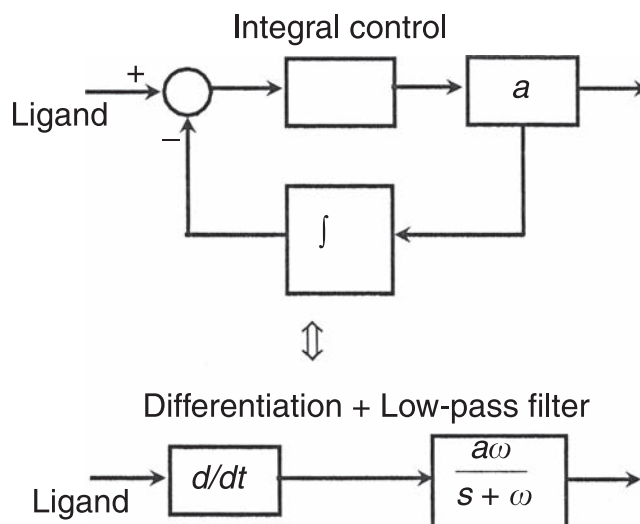 Integral control
+
Ligand
a
−
∫
⇕
Differentiation + Low-pass filter
Ligand
d/dt
aω
s + ω